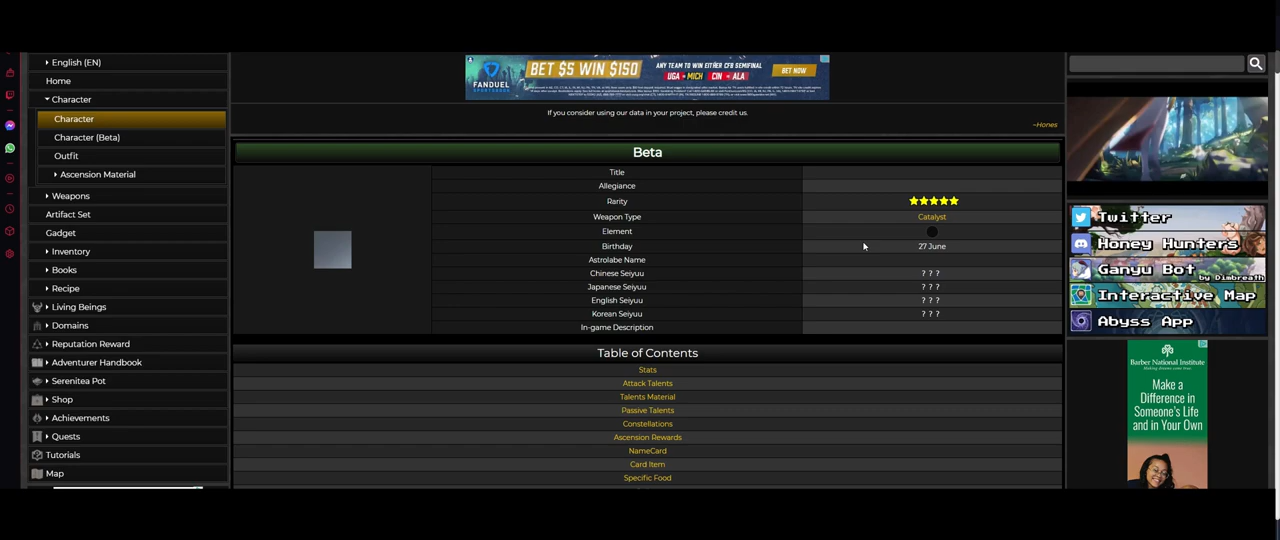 English (EN)
Home
Character
Character
Character (Beta)
Outfit
Ascension Material
Weapons
Artifact Set
Gadget
Inventory
Books
Recipe
Living Beings
Domains
Reputation Reward
Adventurer Handbook
Serenitea Pot
Shop
Achievements
Quests
Tutorials
Map
FANDUEL
SPORTSBOOK
BET $5 WIN $150
ANY TEAM TO WIN EITHER CFB SEMIFINAL
UGA MICH CIN ALA
BET NOW
If you consider using our data in your project, please credit us.
~Hones
Beta
Title
Allegiance
Rarity
Weapon Type Catalyst
Element
Birthday 27 June
Astrolabe Name
Chinese Seiyuu ? ? ?
Japanese Seiyuu ? ? ?
English Seiyuu ? ? ?
Korean Seiyuu ? ? ?
In-game Description
Table of Contents
Stats
Attack Talents
Talents Material
Passive Talents
Constellations
Ascension Rewards
NameCard
Card Item
Specific Food
Twitter
Honey Hunters
Ganyu Bot
by Dimbreath
Interactive Map
Abyss App
Barber National Institute
Making dreams come true
Make a
Difference in
Someone's Life
and in Your Own